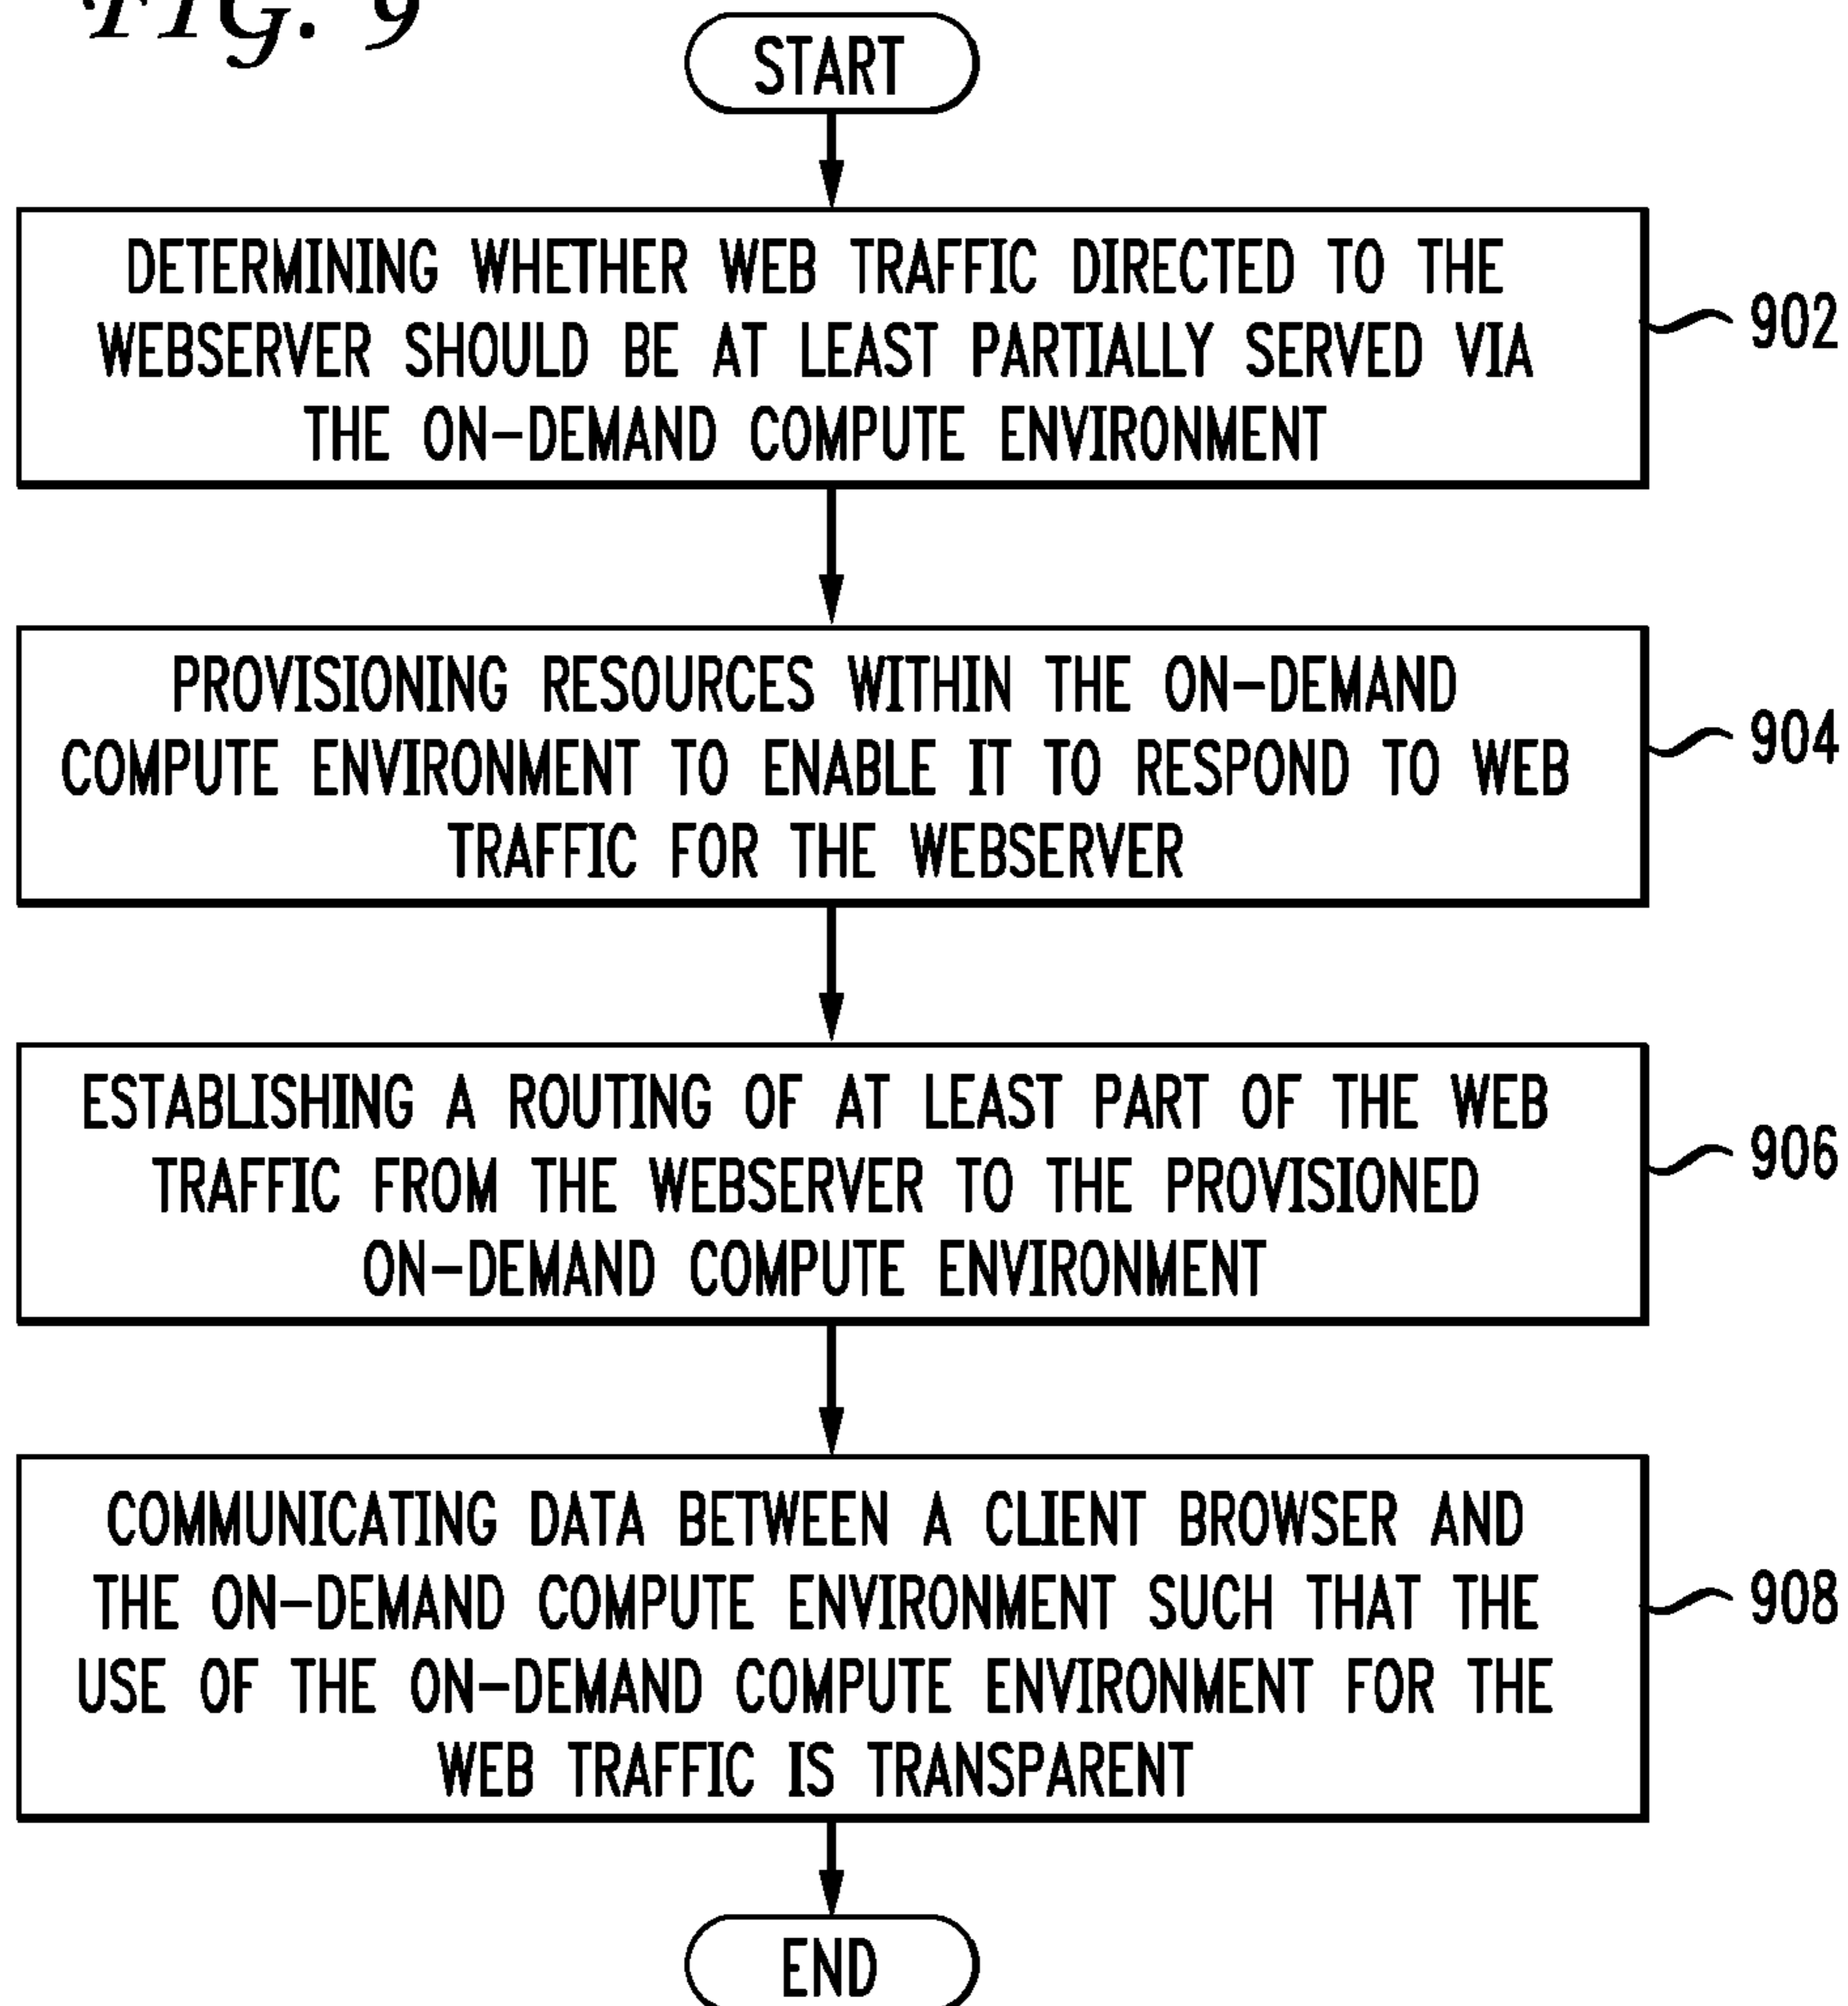 FIG. 9
START
DETERMINING WHETHER WEB TRAFFIC DIRECTED TO THE
WEBSERVER SHOULD BE AT LEAST PARTIALLY SERVED VIA
THE ON-DEMAND COMPUTE ENVIRONMENT
902
PROVISIONING RESOURCES WITHIN THE ON-DEMAND
COMPUTE ENVIRONMENT TO ENABLE IT TO RESPOND TO WEB
TRAFFIC FOR THE WEBSERVER
904
ESTABLISHING A ROUTING OF AT LEAST PART OF THE WEB
TRAFFIC FROM THE WEBSERVER TO THE PROVISIONED
ON-DEMAND COMPUTE ENVIRONMENT
906
COMMUNICATING DATA BETWEEN A CLIENT BROWSER AND
THE ON-DEMAND COMPUTE ENVIRONMENT SUCH THAT THE
USE OF THE ON-DEMAND COMPUTE ENVIRONMENT FOR THE
WEB TRAFFIC IS TRANSPARENT
908
END